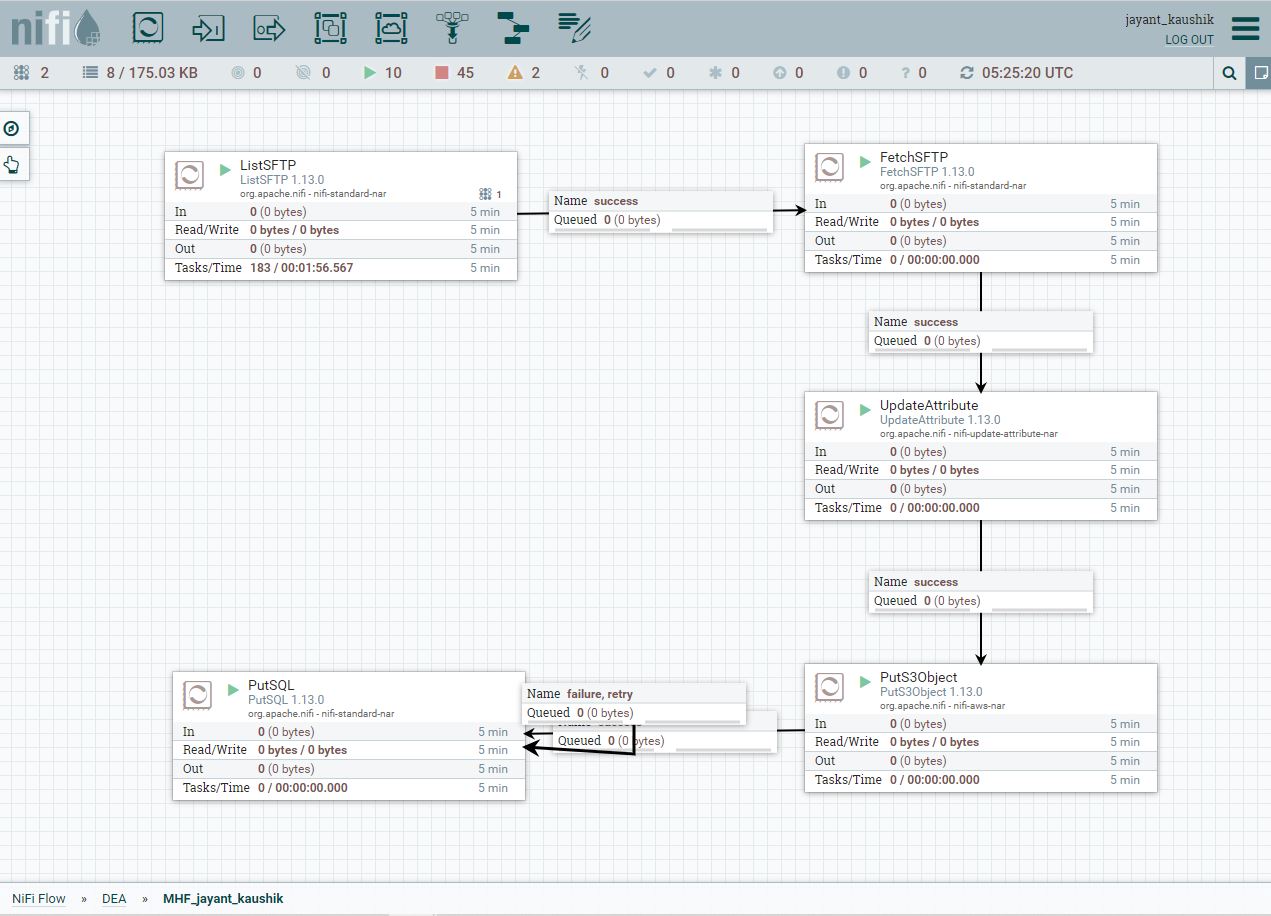 nifi
jayant_kaushik
LOG OUT
2 8 / 175.03 KB 0 0 10 45 2 0 0 0 0 0 ? 0 05:25:20 UTC
ListSFTP
ListSFTP 1.13.0
org.apache.nifi - nifi-standard-nar
1
In 0 (0 bytes) 5 min
Read/Write 0 bytes / 0 bytes 5 min
Out 0 (0 bytes) 5 min
Tasks/Time 183 / 00:01:56.567 5 min
Name success
Queued 0 (0 bytes)
FetchSFTP
FetchSFTP 1.13.0
org.apache.nifi - nifi-standard-nar
In 0 (0 bytes) 5 min
Read/Write 0 bytes / 0 bytes 5 min
Out 0 (0 bytes) 5 min
Tasks/Time 0 / 00:00:00.000 5 min
Name success
Queued 0 (0 bytes)
UpdateAttribute
UpdateAttribute 1.13.0
org.apache.nifi - nifi-update-attribute-nar
In 0 (0 bytes) 5 min
Read/Write 0 bytes / 0 bytes 5 min
Out 0 (0 bytes) 5 min
Tasks/Time 0 / 00:00:00.000 5 min
Name success
Queued 0 (0 bytes)
PutS3Object
PutS3Object 1.13.0
org.apache.nifi - nifi-aws-nar
In 0 (0 bytes) 5 min
Read/Write 0 bytes / 0 bytes 5 min
Out 0 (0 bytes) 5 min
Tasks/Time 0 / 00:00:00.000 5 min
Name failure, retry
Queued 0 (0 bytes)
Queued 0 (0 bytes)
PutSQL
PutSQL 1.13.0
org.apache.nifi - nifi-standard-nar
In 0 (0 bytes) 5 min
Read/Write 0 bytes / 0 bytes 5 min
Out 0 (0 bytes) 5 min
Tasks/Time 0 / 00:00:00.000 5 min
NiFi Flow » DEA » MHF_jayant_kaushik